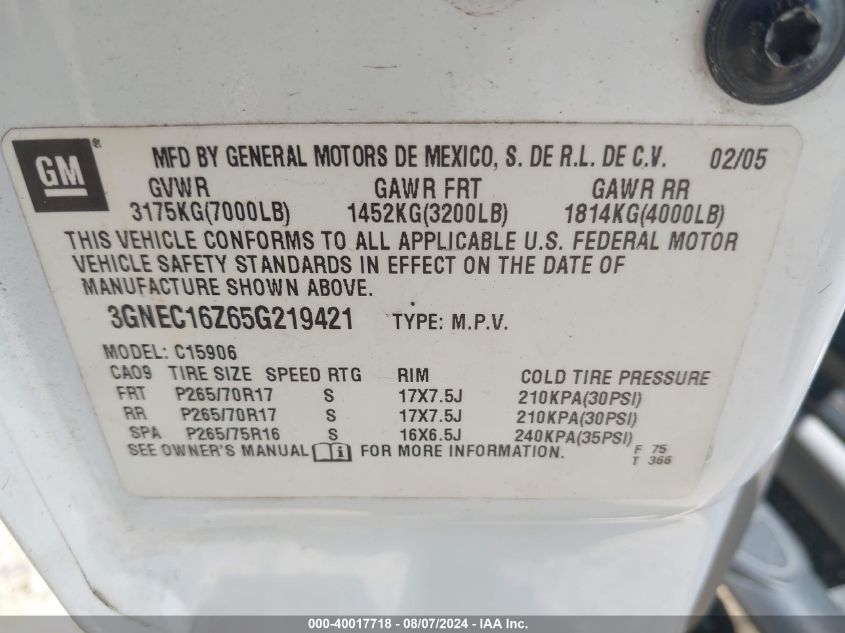 GM® MFD BY GENERAL MOTORS DE MEXICO, S. DE R.L. DE C.V. 02/05
GVWR GAWR FRT GAWR RR
3175KG(7000LB) 1452KG(3200LB) 1814KG(4000LB)
THIS VEHICLE CONFORMS TO ALL APPLICABLE U.S. FEDERAL MOTOR
VEHICLE SAFETY STANDARDS IN EFFECT ON THE DATE OF
MANUFACTURE SHOWN ABOVE.
3GNEC16Z65G219421 TYPE: M.P.V.
MODEL: C15906
CA09 TIRE SIZE SPEED RTG RIM COLD TIRE PRESSURE
FRT P265/70R17 S 17X7.5J 210KPA(30PSI)
RR P265/70R17 S 17X7.5J 210KPA(30PSI)
SPA P265/75R16 S 16X6.5J 240KPA(35PSI)
SEE OWNER'S MANUAL i FOR MORE INFORMATION. F 75
T 366
000-40017718 - 08/07/2024 - IAA Inc.